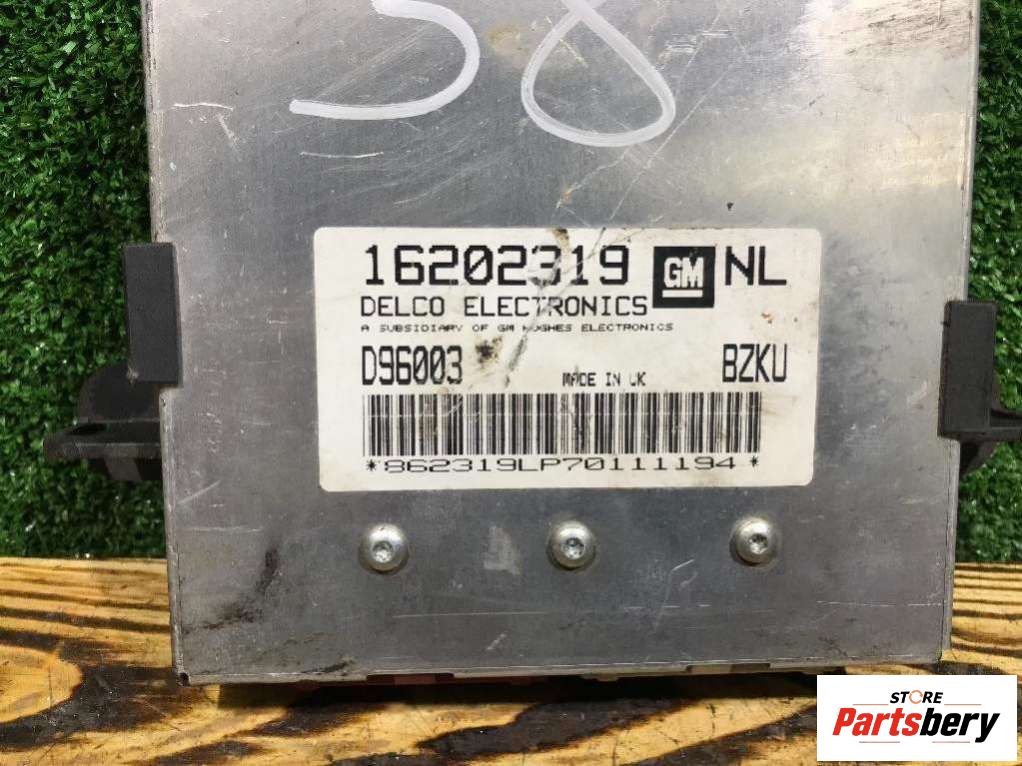 58
16202319 GM NL
DELCO ELECTRONICS
A SUBSIDIARY OF GM HUGHES ELECTRONICS
D96003 MADE IN UK BZKU
*862319LP70111194*
STORE
Partsbery